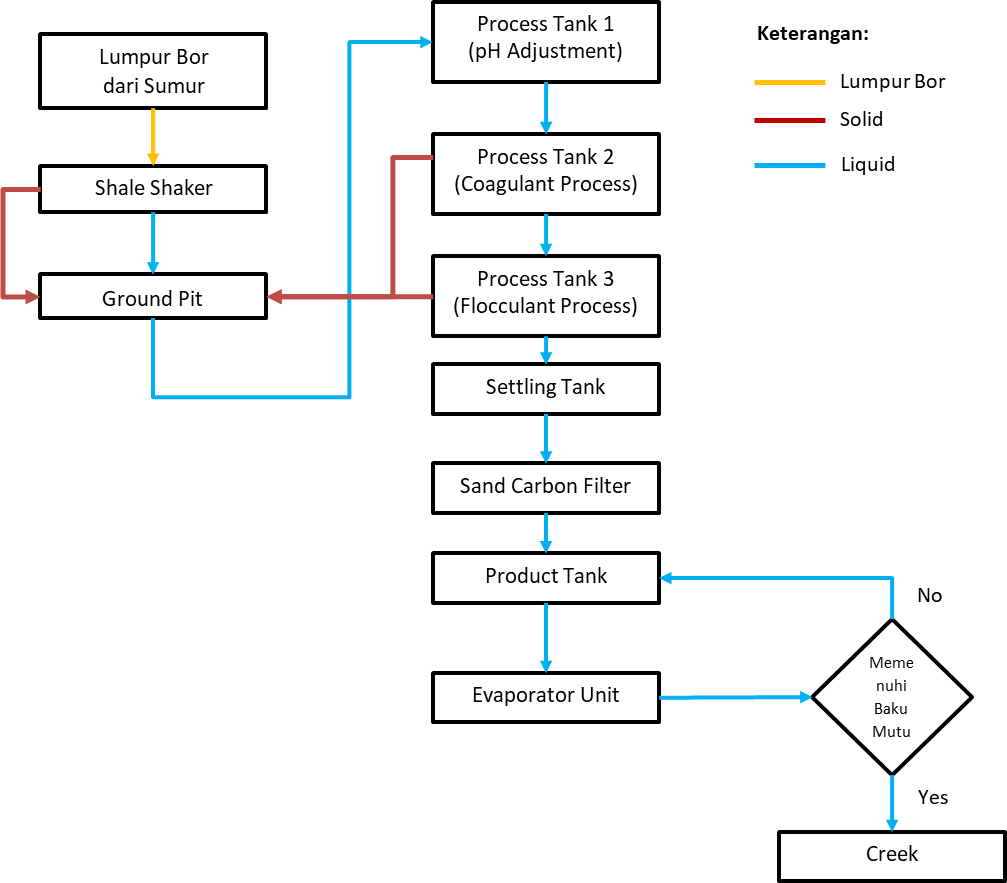 Lumpur Bor
dari Sumur
Shale Shaker
Ground Pit
Process Tank 1
(pH Adjustment)
Process Tank 2
(Coagulant Process)
Process Tank 3
(Flocculant Process)
Settling Tank
Sand Carbon Filter
Product Tank
Evaporator Unit
Keterangan:
Lumpur Bor
Solid
Liquid
No
Meme
nuhi
Baku
Mutu
Yes
Creek